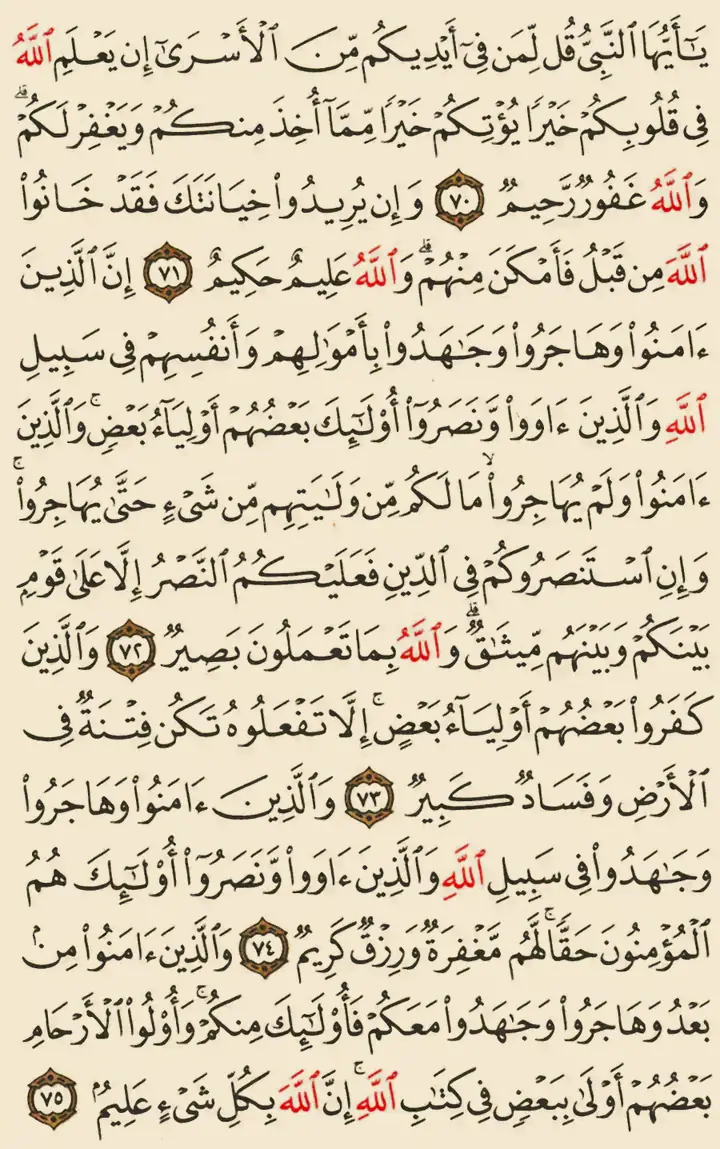 يَـٰٓأَيُّهَا ٱلنَّبِيُّ قُل لِّمَن فِىٓ أَيْدِيكُم مِّنَ ٱلْأَسْرَىٰٓ إِن يَعْلَمِ ٱللَّهُ
فِى قُلُوبِكُمْ خَيْرًا يُؤْتِكُمْ خَيْرًا مِّمَّآ أُخِذَ مِنكُمْ وَيَغْفِرْ لَكُمْ ۗ
وَٱللَّهُ غَفُورٌ رَّحِيمٌ ٧٠ وَإِن يُرِيدُوا۟ خِيَانَتَكَ فَقَدْ خَانُوا۟
ٱللَّهَ مِن قَبْلُ فَأَمْكَنَ مِنْهُمْ ۗ وَٱللَّهُ عَلِيمٌ حَكِيمٌ ٧١ إِنَّ ٱلَّذِينَ
ءَامَنُوا۟ وَهَاجَرُوا۟ وَجَـٰهَدُوا۟ بِأَمْوَٰلِهِمْ وَأَنفُسِهِمْ فِى سَبِيلِ
ٱللَّهِ وَٱلَّذِينَ ءَاوَوا۟ وَّنَصَرُوٓا۟ أُو۟لَـٰٓئِكَ بَعْضُهُمْ أَوْلِيَآءُ بَعْضٍ ۚ وَٱلَّذِينَ
ءَامَنُوا۟ وَلَمْ يُهَاجِرُوا۟ ۙ مَا لَكُم مِّن وَلَـٰيَتِهِم مِّن شَىْءٍ حَتَّىٰ يُهَاجِرُوا۟ ۚ
وَإِنِ ٱسْتَنصَرُوكُمْ فِى ٱلدِّينِ فَعَلَيْكُمُ ٱلنَّصْرُ إِلَّا عَلَىٰ قَوْمٍۭ
بَيْنَكُمْ وَبَيْنَهُم مِّيثَـٰقٌ ۗ وَٱللَّهُ بِمَا تَعْمَلُونَ بَصِيرٌ ٧٢ وَٱلَّذِينَ
كَفَرُوا۟ بَعْضُهُمْ أَوْلِيَآءُ بَعْضٍ ۚ إِلَّا تَفْعَلُوهُ تَكُن فِتْنَةٌ فِى
ٱلْأَرْضِ وَفَسَادٌ كَبِيرٌ ٧٣ وَٱلَّذِينَ ءَامَنُوا۟ وَهَاجَرُوا۟
وَجَـٰهَدُوا۟ فِى سَبِيلِ ٱللَّهِ وَٱلَّذِينَ ءَاوَوا۟ وَّنَصَرُوٓا۟ أُو۟لَـٰٓئِكَ هُمُ
ٱلْمُؤْمِنُونَ حَقًّا ۚ لَّهُم مَّغْفِرَةٌ وَرِزْقٌ كَرِيمٌ ٧٤ وَٱلَّذِينَ ءَامَنُوا۟ مِنۢ
بَعْدُ وَهَاجَرُوا۟ وَجَـٰهَدُوا۟ مَعَكُمْ فَأُو۟لَـٰٓئِكَ مِنكُمْ ۚ وَأُو۟لُوا۟ ٱلْأَرْحَامِ
بَعْضُهُمْ أَوْلَىٰ بِبَعْضٍ فِى كِتَـٰبِ ٱللَّهِ ۚ إِنَّ ٱللَّهَ بِكُلِّ شَىْءٍ عَلِيمٌۢ ٧٥